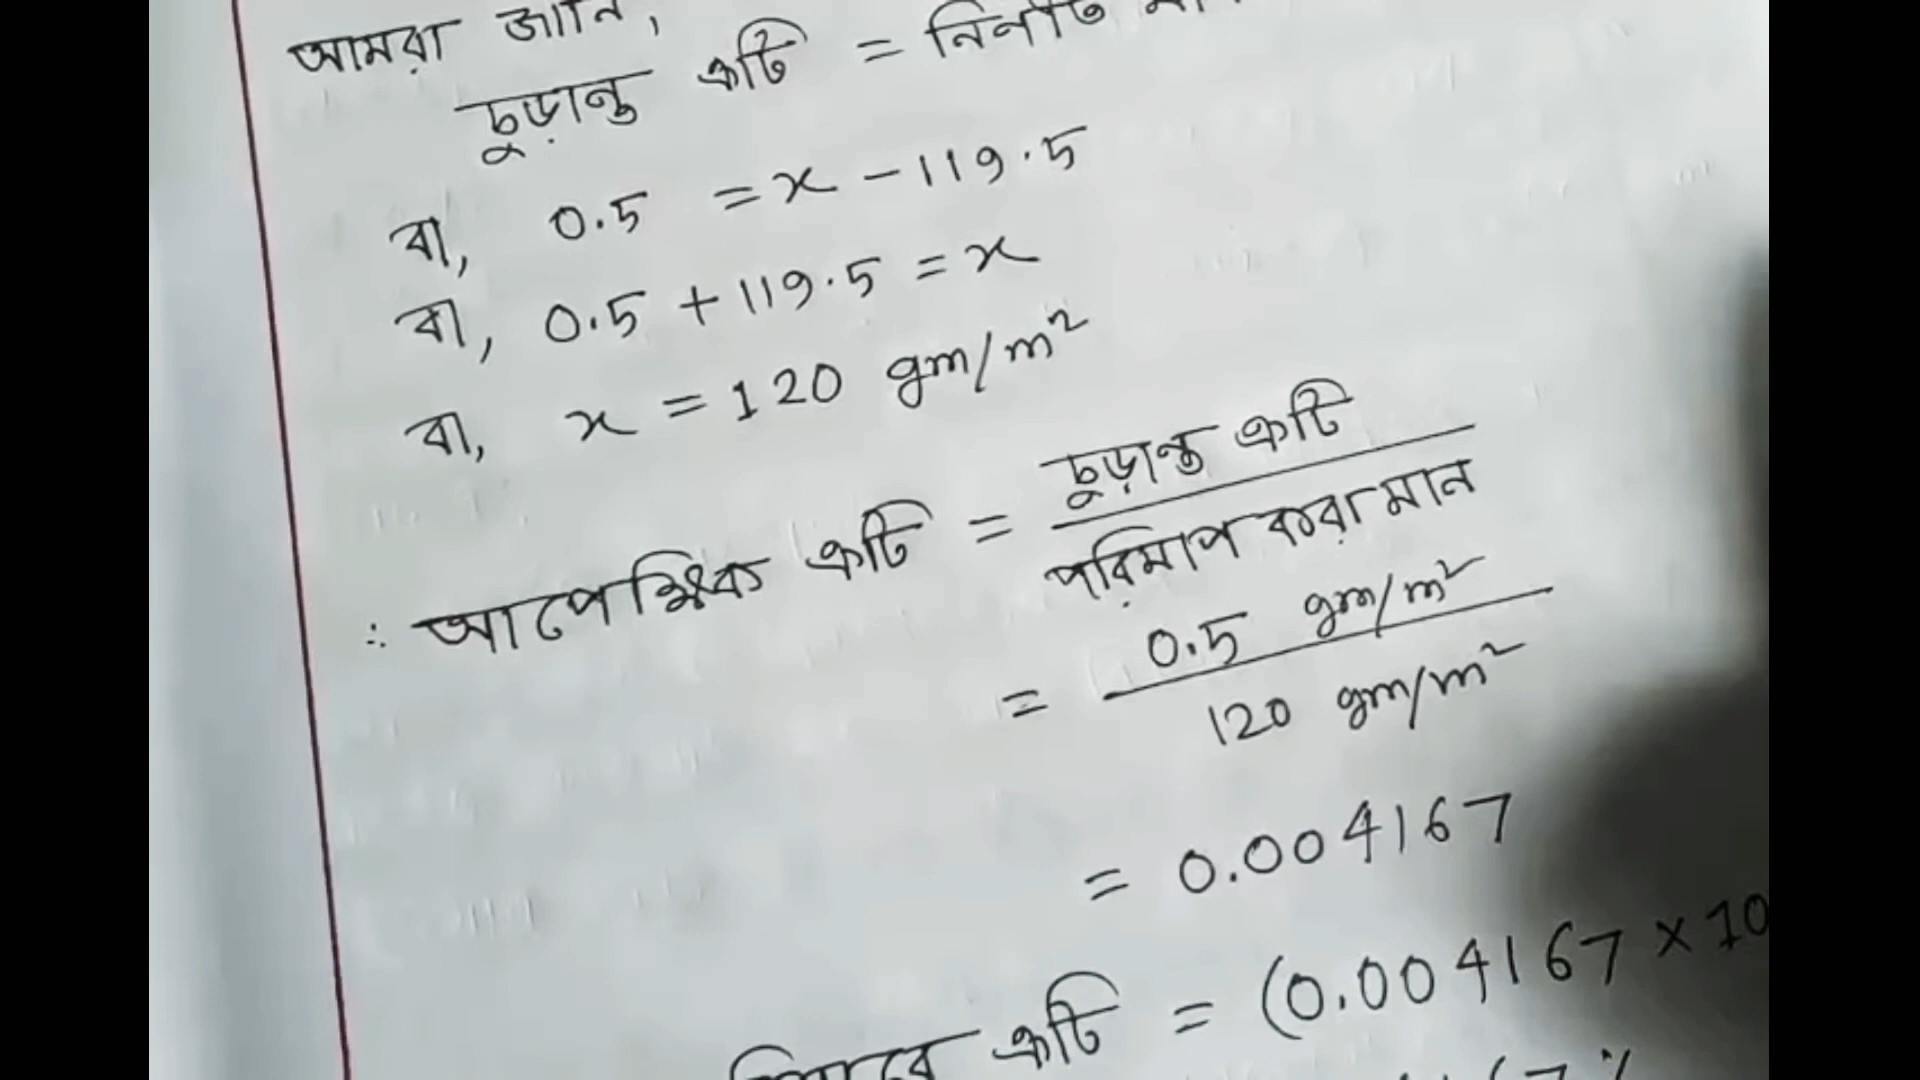 আমরা জানি,
চুড়ান্ত ত্রুটি =
বা, 0.5 = x - 119.5
বা, 0.5 + 119.5 = x
বা, x = 120 gm/m²
∴ আপেক্ষিক ত্রুটি = চুড়ান্ত ত্রুটি / পরিমাপ করা মান
= 0.5 gm/m² / 120 gm/m²
= 0.004167
ত্রুটি = (0.004167 × 10